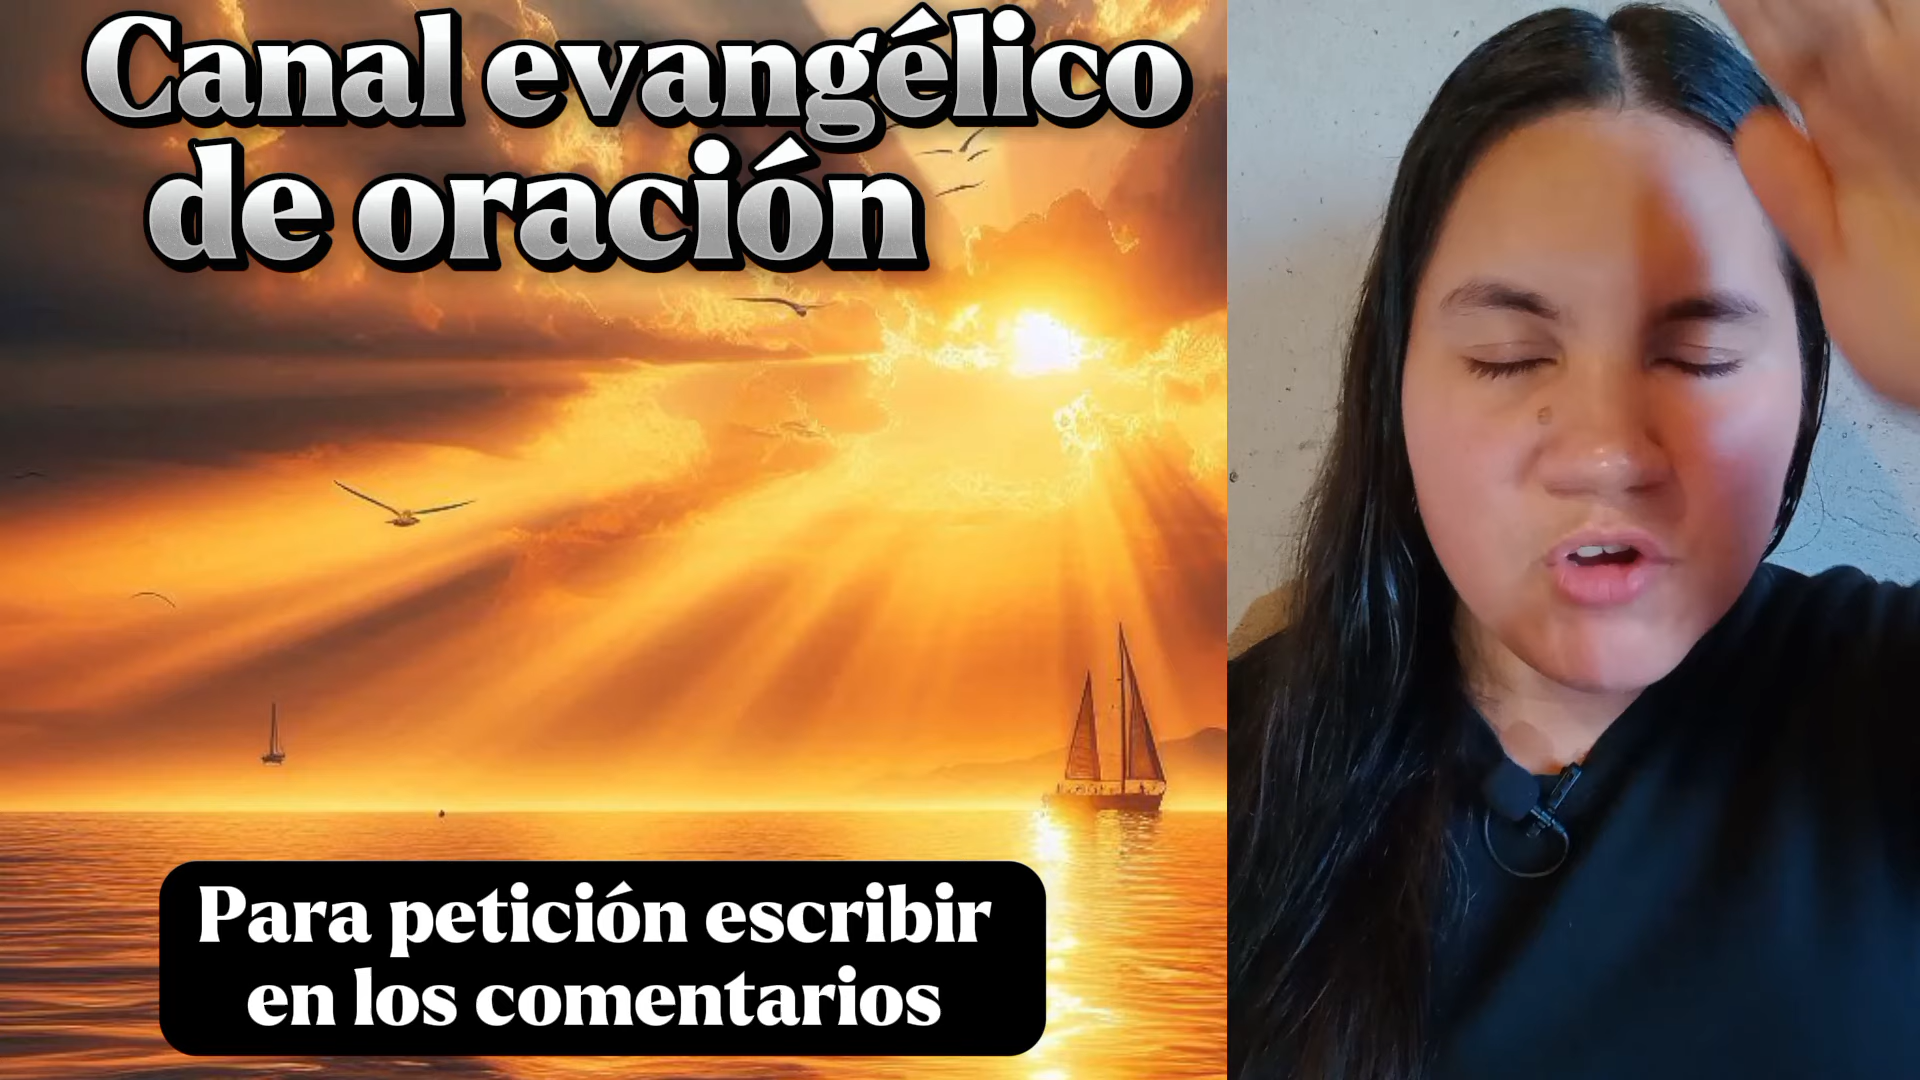 Canal evangélico
de oración
Para petición escribir
en los comentarios